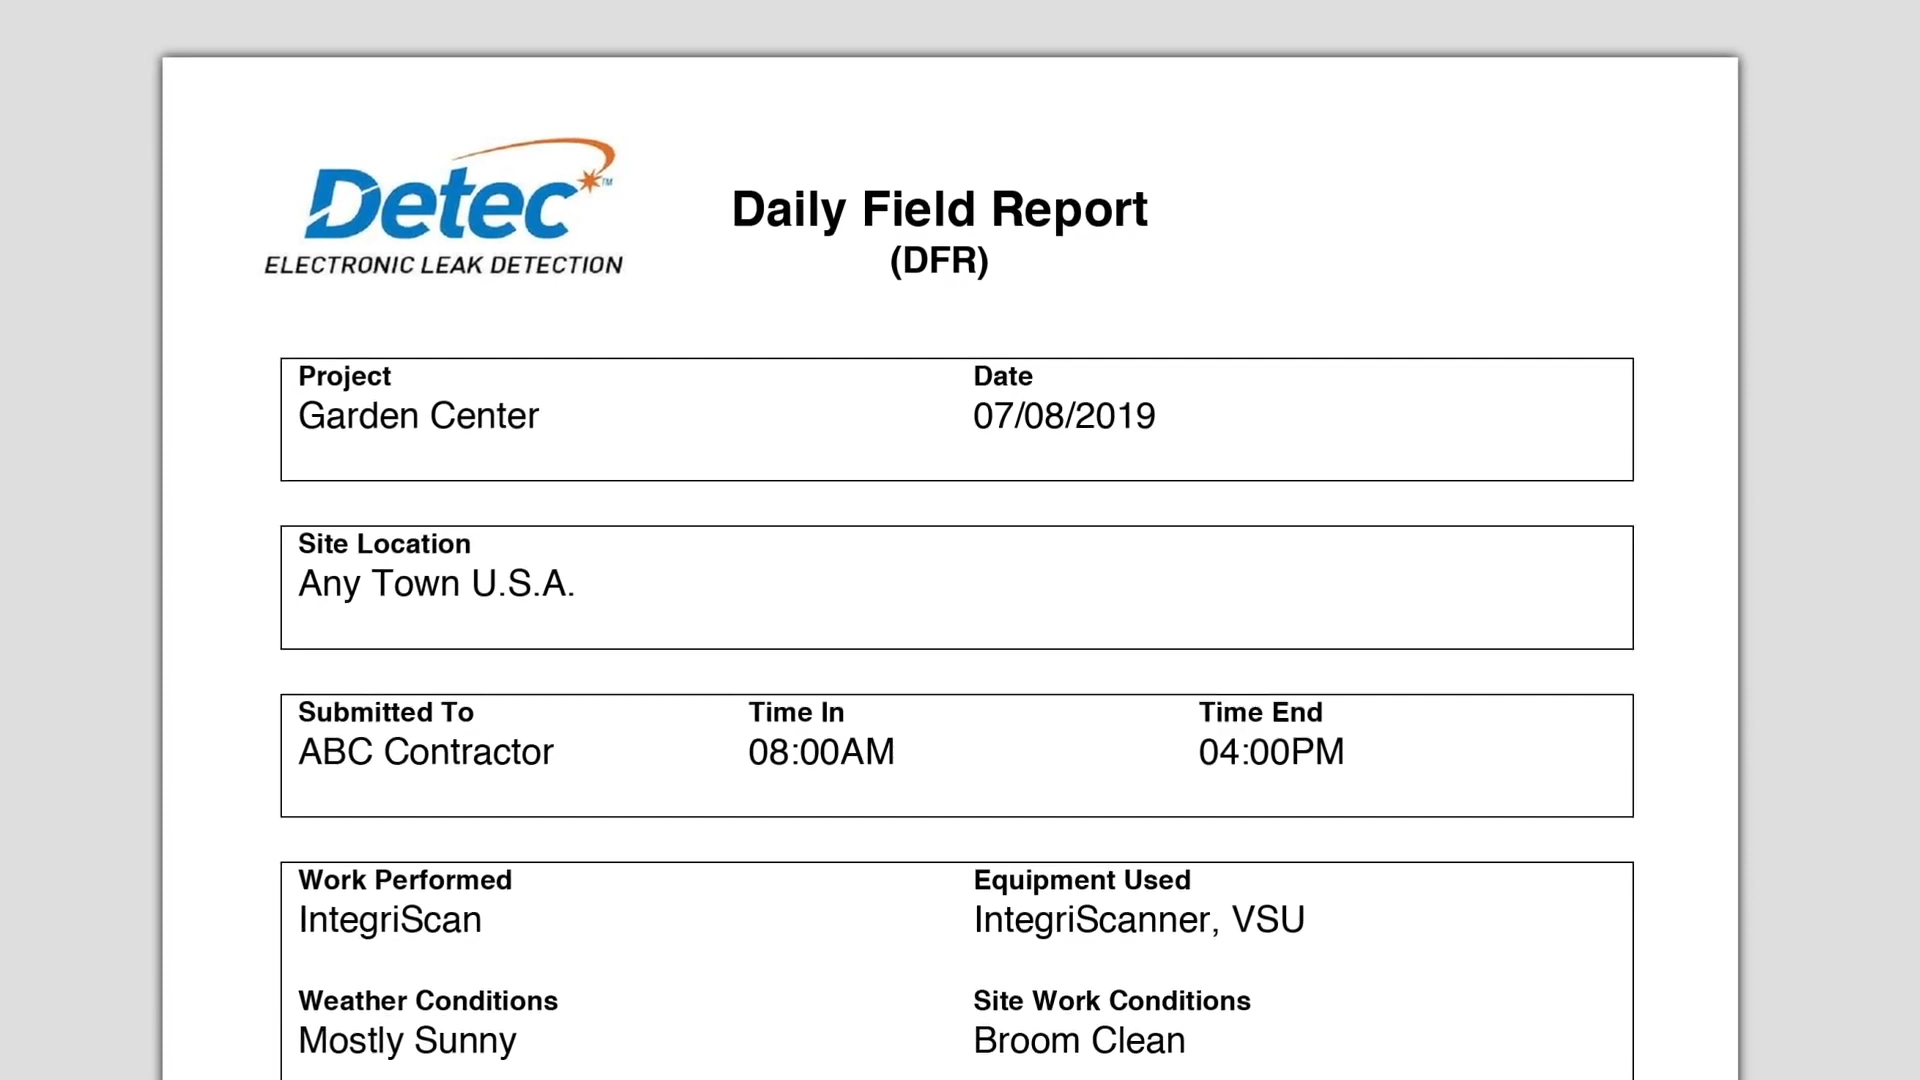 Detec™
ELECTRONIC LEAK DETECTION
Daily Field Report
(DFR)
Project Date
Garden Center 07/08/2019
Site Location
Any Town U.S.A.
Submitted To Time In Time End
ABC Contractor 08:00AM 04:00PM
Work Performed Equipment Used
IntegriScan IntegriScanner, VSU
Weather Conditions Site Work Conditions
Mostly Sunny Broom Clean